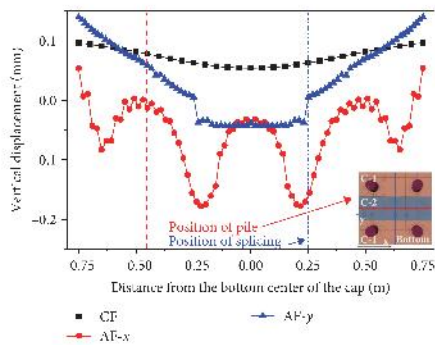 Vertical displacement (mm)
0.1
0.0
0.1
−0.2
Position of pile
Position of splicing
C-2
C-1
Bottom
0.75 0.50 0.25 0.00 0.25 0.50 0.75
Distance from the bottom center of the cap (m)
CF
AF-y
AF-x